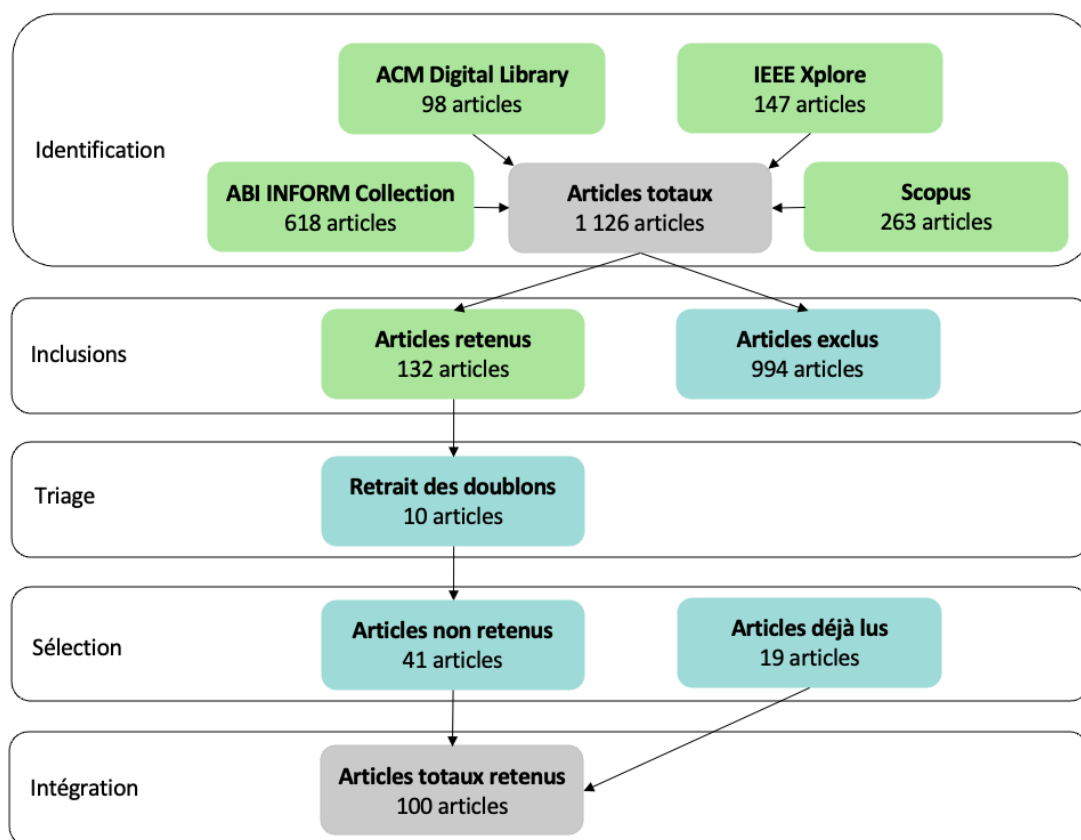 Identification
ACM Digital Library
98 articles
IEEE Xplore
147 articles
ABI INFORM Collection
618 articles
Articles totaux
1 126 articles
Scopus
263 articles
Inclusions
Articles retenus
132 articles
Articles exclus
994 articles
Triage
Retrait des doublons
10 articles
Sélection
Articles non retenus
41 articles
Articles déjà lus
19 articles
Intégration
Articles totaux retenus
100 articles